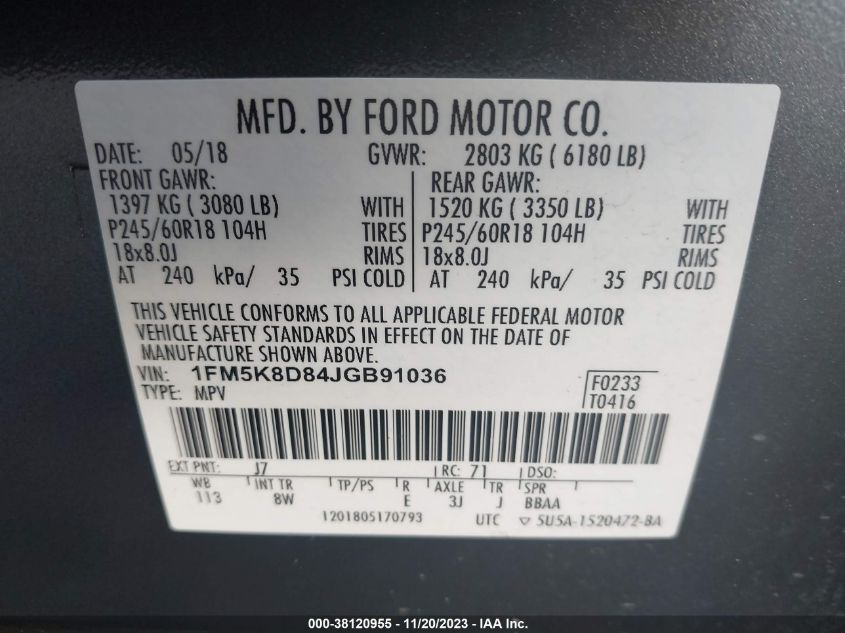 MFD. BY FORD MOTOR CO.
DATE: 05/18 GVWR: 2803 KG ( 6180 LB)
FRONT GAWR: REAR GAWR:
1397 KG ( 3080 LB) WITH 1520 KG ( 3350 LB) WITH
P245/60R18 104H TIRES P245/60R18 104H TIRES
18x8.0J RIMS 18x8.0J RIMS
AT 240 kPa/ 35 PSI COLD AT 240 kPa/ 35 PSI COLD
THIS VEHICLE CONFORMS TO ALL APPLICABLE FEDERAL MOTOR
VEHICLE SAFETY STANDARDS IN EFFECT ON THE DATE OF
MANUFACTURE SHOWN ABOVE.
VIN: 1FM5K8D84JGB91036 F0233
TYPE: MPV T0416
EXT PNT: J7 RC: 71 DSO:
WB INT TR TP/PS R AXLE TR SPR
113 8W E 3J J BBAA
1201805170793 UTC ▽ 5U5A-1520472-BA
000-38120955 - 11/20/2023 - IAAI.com